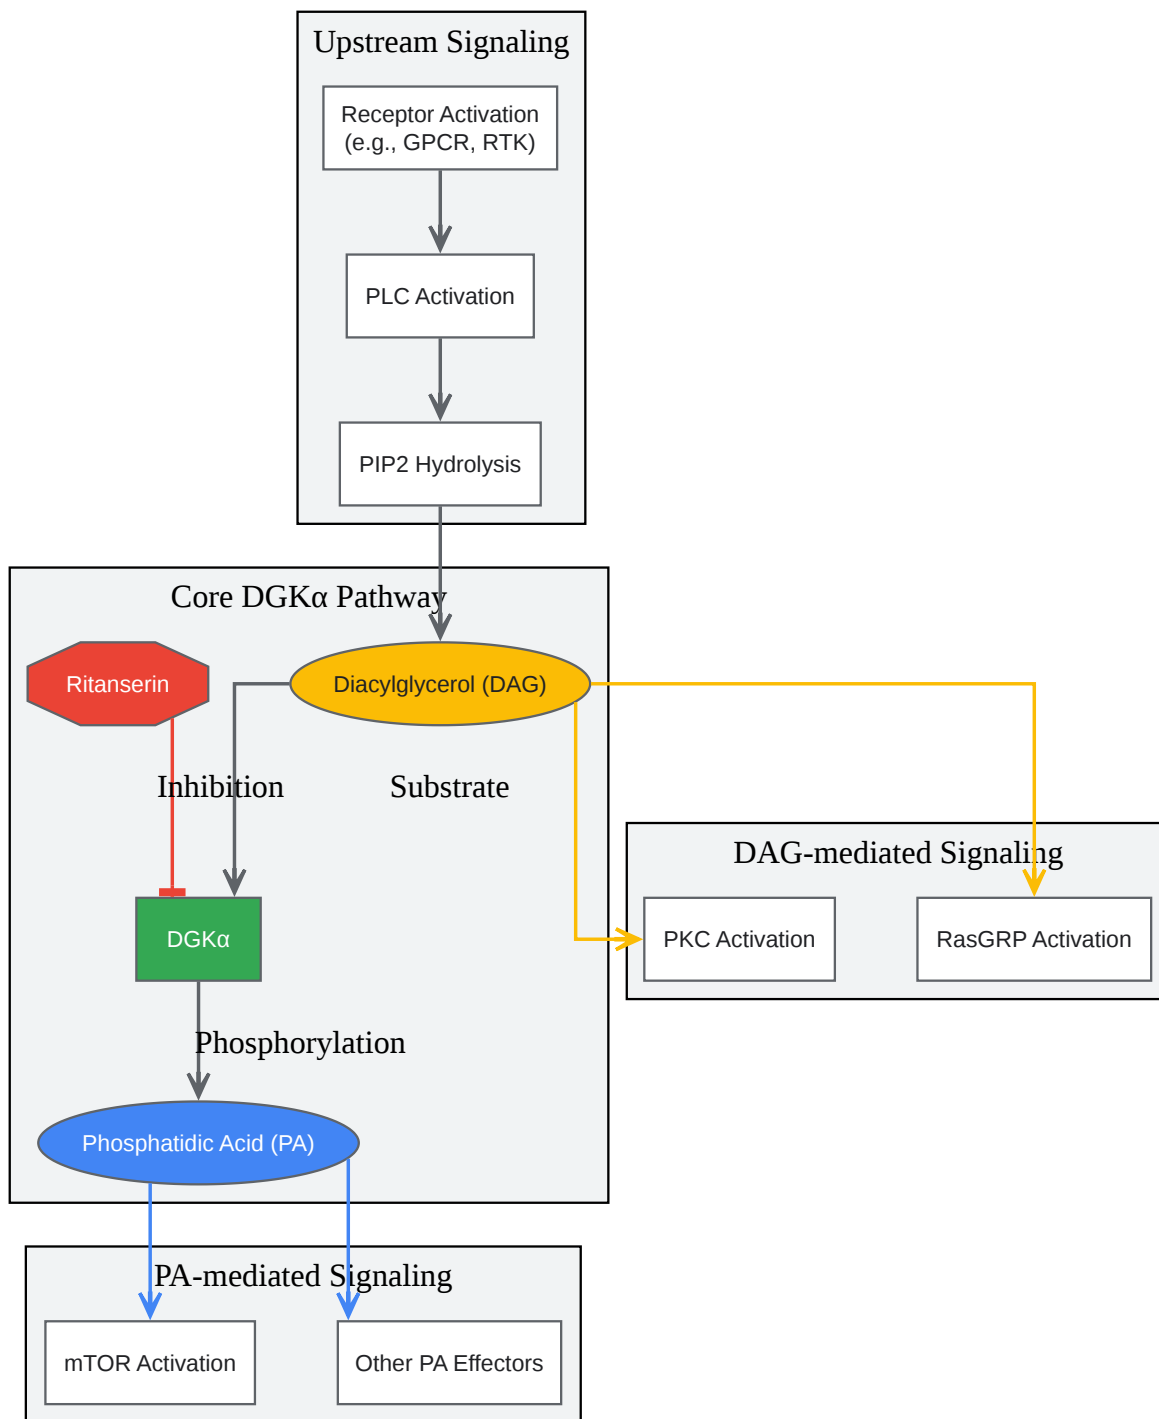 Upstream Signaling
Receptor Activation
(e.g., GPCR, RTK)
PLC Activation
PIP2 Hydrolysis
Core DGKα Pathway
Ritanserin
Diacylglycerol (DAG)
Inhibition
Substrate
DAG-mediated Signaling
DGKα
PKC Activation
RasGRP Activation
Phosphorylation
Phosphatidic Acid (PA)
PA-mediated Signaling
mTOR Activation
Other PA Effectors